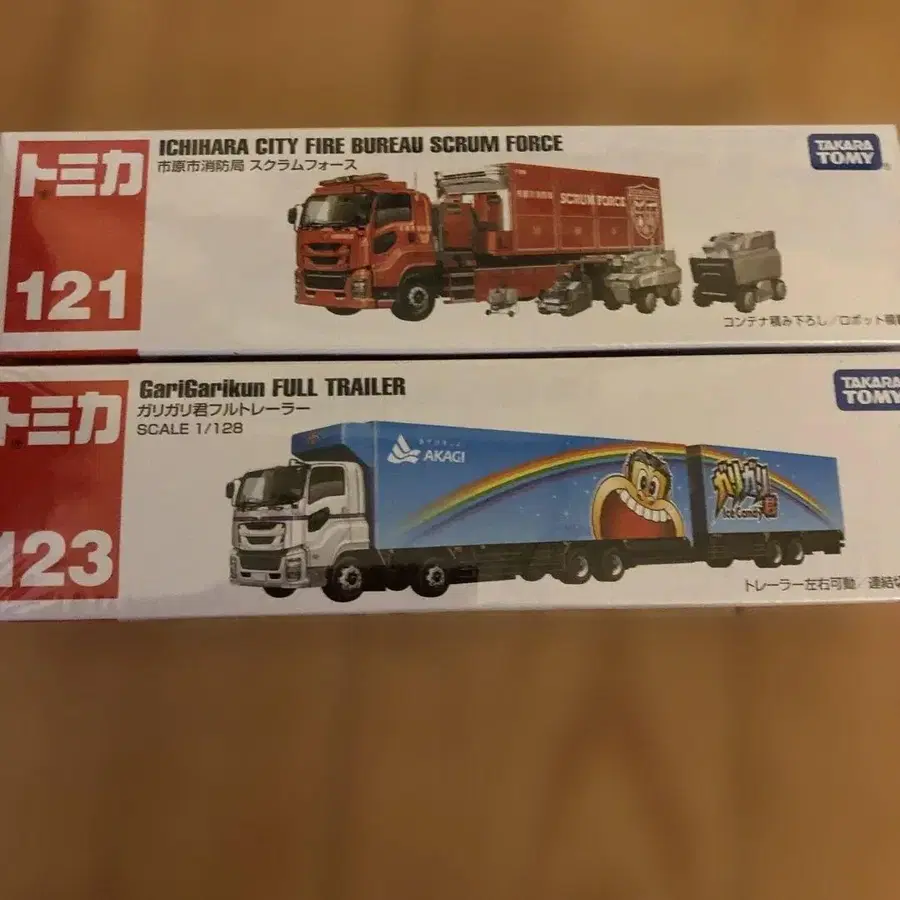 トミカ
121
ICHIHARA CITY FIRE BUREAU SCRUM FORCE
市原市消防局 スクラムフォース
TAKARA
TOMY
SCRUM FORCE
コンテナ積み下ろし/ロボット積
トミカ
123
GariGarikun FULL TRAILER
ガリガリ君フルトレーラー
SCALE 1/128
TAKARA
TOMY
AKAGI
ガリガリ君
Ice Candy
トレーラー左右可動/連結